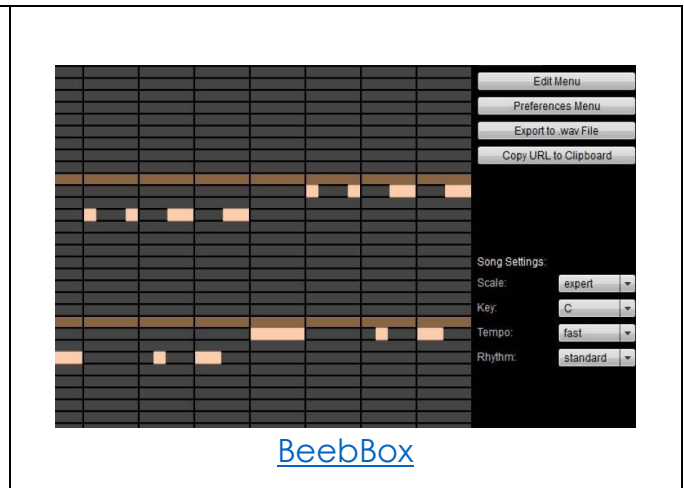 Edit Menu
Preferences Menu
Export to .wav File
Copy URL to Clipboard
Song Settings:
Scale: expert
Key: C
Tempo: fast
Rhythm: standard
BeebBox